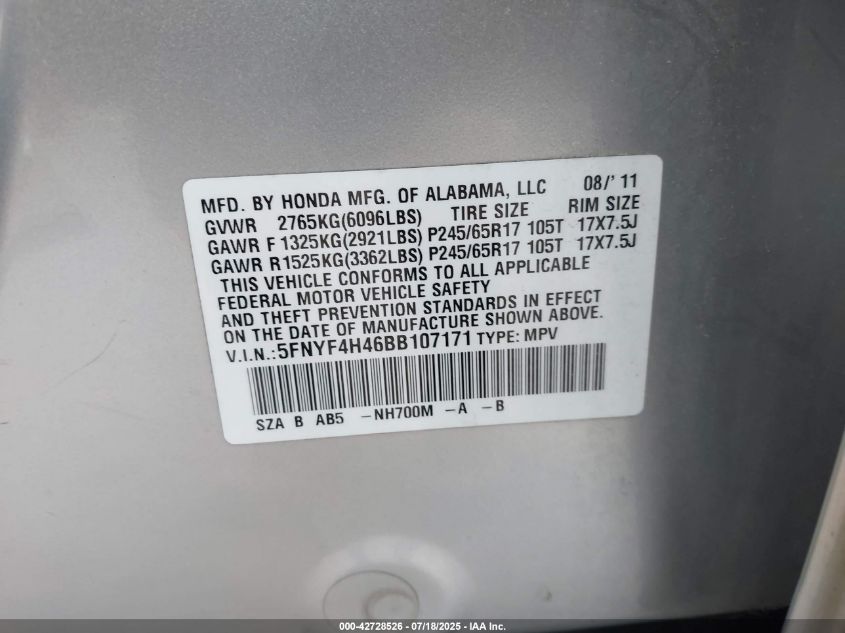 MFD. BY HONDA MFG. OF ALABAMA, LLC 08/' 11
GVWR 2765KG(6096LBS) TIRE SIZE RIM SIZE
GAWR F 1325KG(2921LBS) P245/65R17 105T 17X7.5J
GAWR R1525KG(3362LBS) P245/65R17 105T 17X7.5J
THIS VEHICLE CONFORMS TO ALL APPLICABLE
FEDERAL MOTOR VEHICLE SAFETY
AND THEFT PREVENTION STANDARDS IN EFFECT
ON THE DATE OF MANUFACTURE SHOWN ABOVE.
V.I.N.:5FNYF4H46BB107171 TYPE: MPV
SZA B AB5 -NH700M -A -B
000-42728526 - 07/18/2025 - IAA Inc.